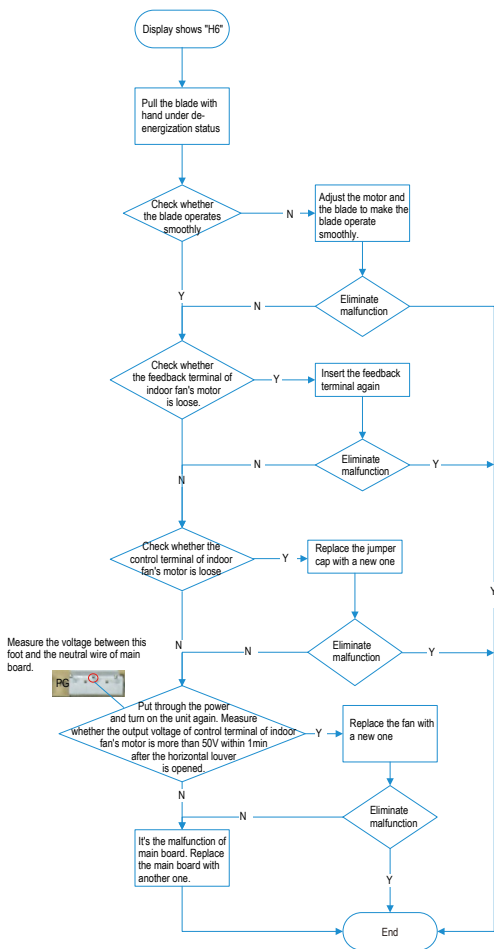 Display shows "H6"
Pull the blade with
hand under de-
energization status
Check whether
the blade operates
smoothly
N
Adjust the motor and
the blade to make the
blade operate
smoothly.
Y
N
Eliminate
malfunction
Check whether
the feedback terminal of
indoor fan's motor
is loose.
Y
Insert the feedback
terminal again
N
N
Eliminate
malfunction
Y
Check whether the
control terminal of indoor
fan's motor is loose
Y
Replace the jumper
cap with a new one
Y
N
N
Eliminate
malfunction
Y
Measure the voltage between this
foot and the neutral wire of main
board.
PG
Put through the power
and turn on the unit again. Measure
whether the output voltage of control terminal of indoor
fan's motor is more than 50V within 1min
after the horizontal louver
is opened.
Y
Replace the fan with
a new one
N
N
Eliminate
malfunction
It's the malfunction of
main board. Replace
the main board with
another one.
Y
End